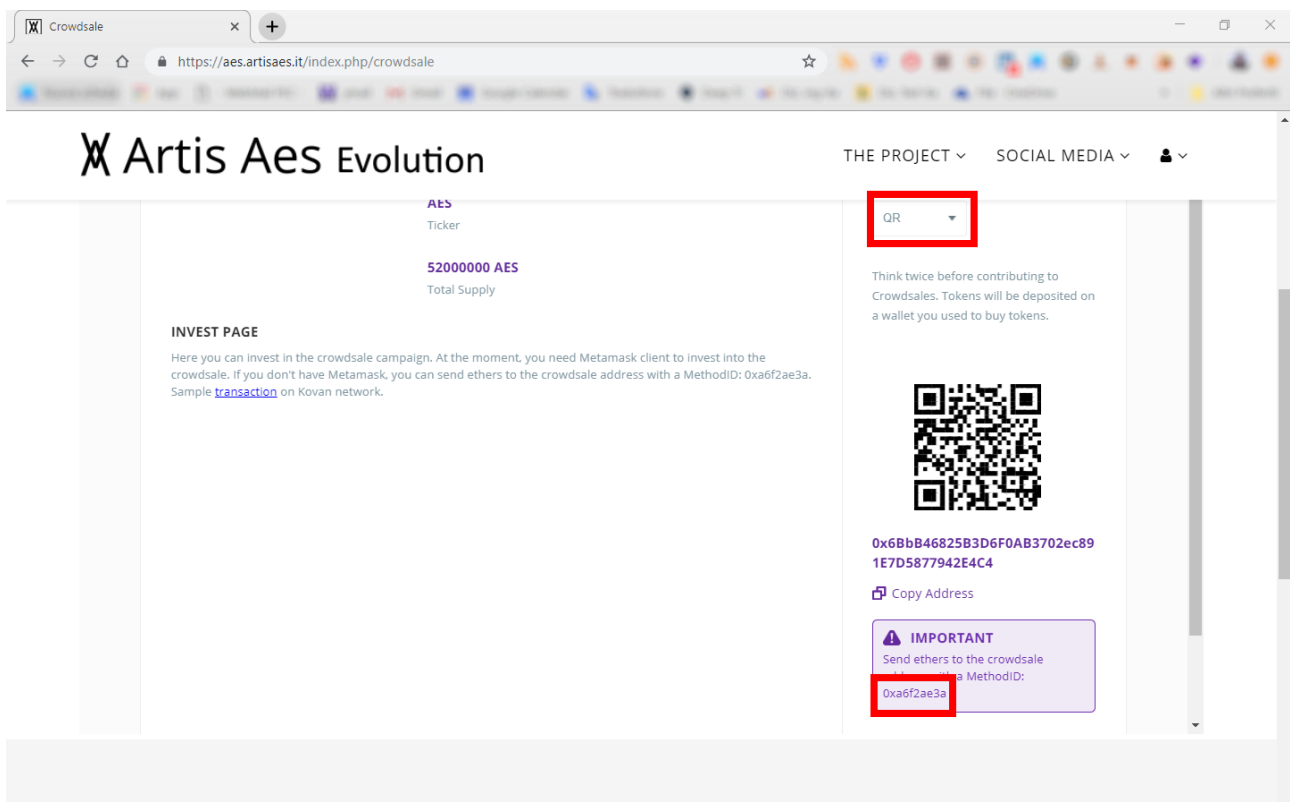 Crowdsale
https://aes.artisaes.it/index.php/crowdsale
Artis Aes Evolution
THE PROJECT
SOCIAL MEDIA
AES
Ticker
52000000 AES
Total Supply
INVEST PAGE
Here you can invest in the crowdsale campaign. At the moment, you need Metamask client to invest into the
crowdsale. If you don't have Metamask, you can send ethers to the crowdsale address with a MethodID: 0xa6f2ae3a.
Sample transaction on Kovan network.
QR
Think twice before contributing to
Crowdsales. Tokens will be deposited on
a wallet you used to buy tokens.
0x6BbB46825B3D6F0AB3702ec89
1E7D5877942E4C4
Copy Address
IMPORTANT
Send ethers to the crowdsale
a MethodID:
0xa6f2ae3a